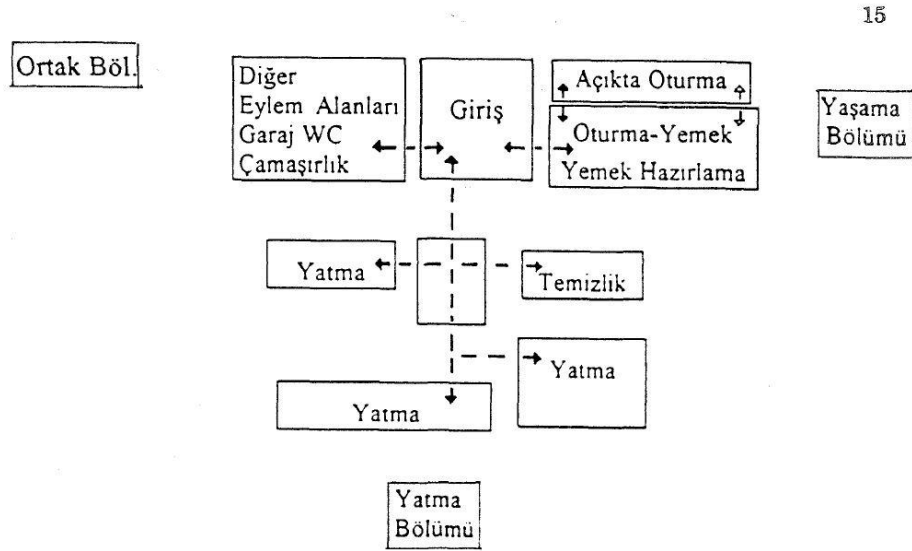 15
Ortak Böl.
Diğer
Eylem Alanları
Garaj WC
Çamaşırlık
Giriş
Açıkta Oturma
Oturma-Yemek
Yemek Hazırlama
Yaşama
Bölümü
Yatma
Temizlik
Yatma
Yatma
Yatma
Bölümü